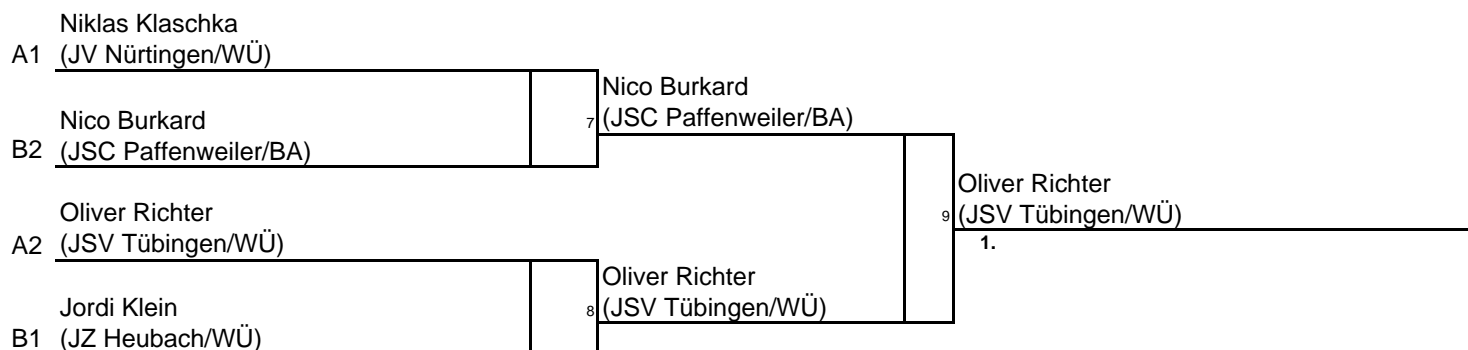 Niklas Klaschka
A1 (JV Nürtingen/WÜ)
Nico Burkard
7 (JSC Paffenweiler/BA)
Nico Burkard
B2 (JSC Paffenweiler/BA)
Oliver Richter
9 (JSV Tübingen/WÜ)
1.
Oliver Richter
A2 (JSV Tübingen/WÜ)
Oliver Richter
8 (JSV Tübingen/WÜ)
Jordi Klein
B1 (JZ Heubach/WÜ)